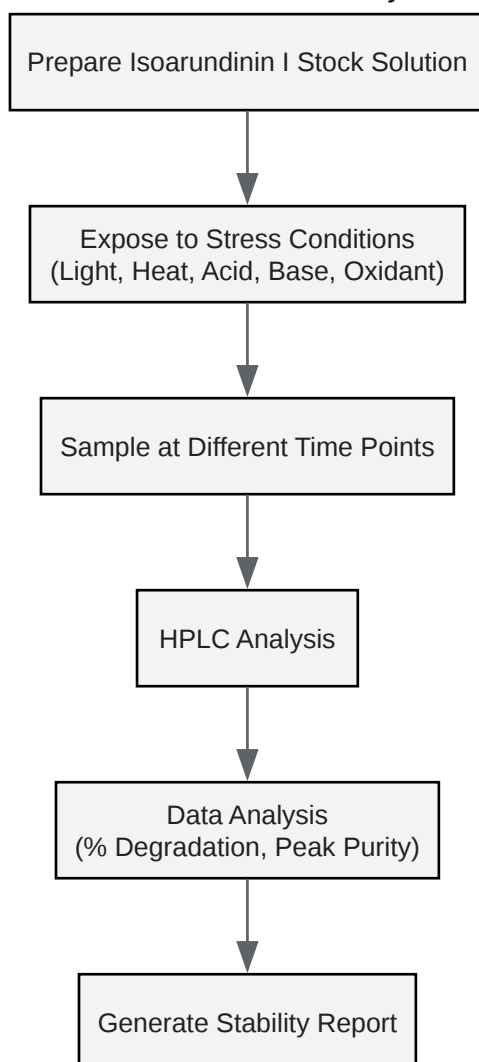 Prepare Isoarundinin I Stock Solution
Expose to Stress Conditions
(Light, Heat, Acid, Base, Oxidant)
Sample at Different Time Points
HPLC Analysis
Data Analysis
(% Degradation, Peak Purity)
Generate Stability Report